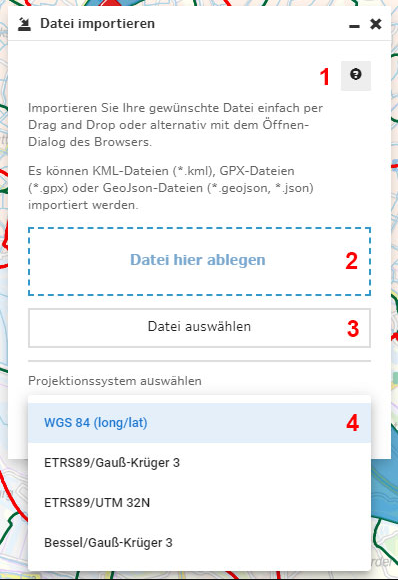 Datei importieren
1
Importieren Sie Ihre gewünschte Datei einfach per
Drag and Drop oder alternativ mit dem Öffnen-
Dialog des Browsers.
Es können KML-Dateien (*.kml), GPX-Dateien
(*.gpx) oder GeoJson-Dateien (*.geojson, *.json)
importiert werden.
Datei hier ablegen 2
Datei auswählen 3
Projektionssystem auswählen
WGS 84 (long/lat) 4
ETRS89/Gauß-Krüger 3
ETRS89/UTM 32N
Bessel/Gauß-Krüger 3